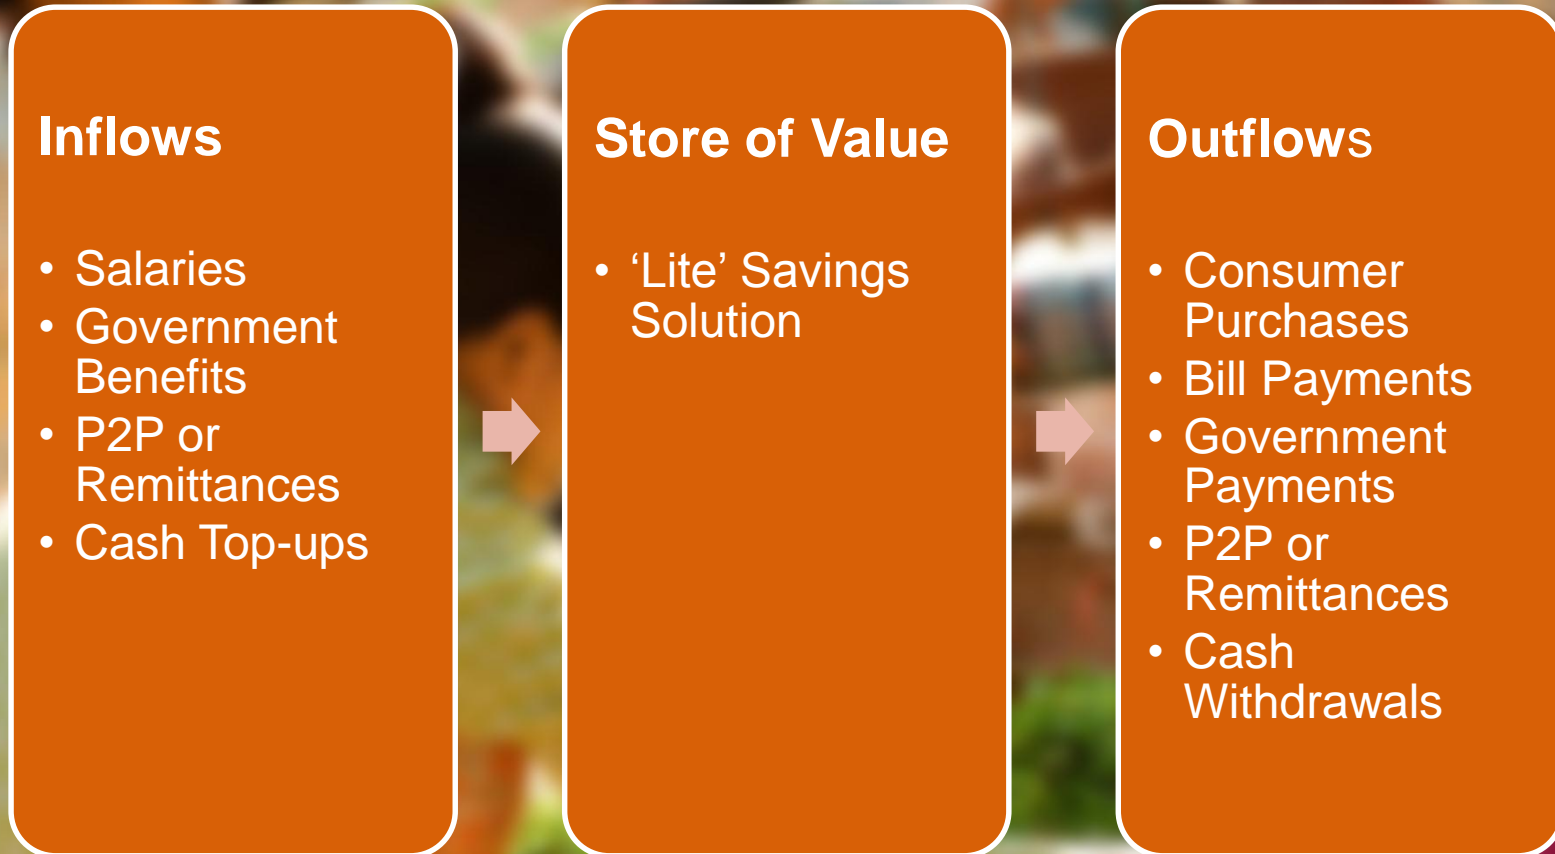 Inflows
• Salaries
• Government
Benefits
• P2P or
Remittances
• Cash Top-ups
Store of Value
• ‘Lite’ Savings
Solution
Outflows
• Consumer
Purchases
• Bill Payments
• Government
Payments
• P2P or
Remittances
• Cash
Withdrawals